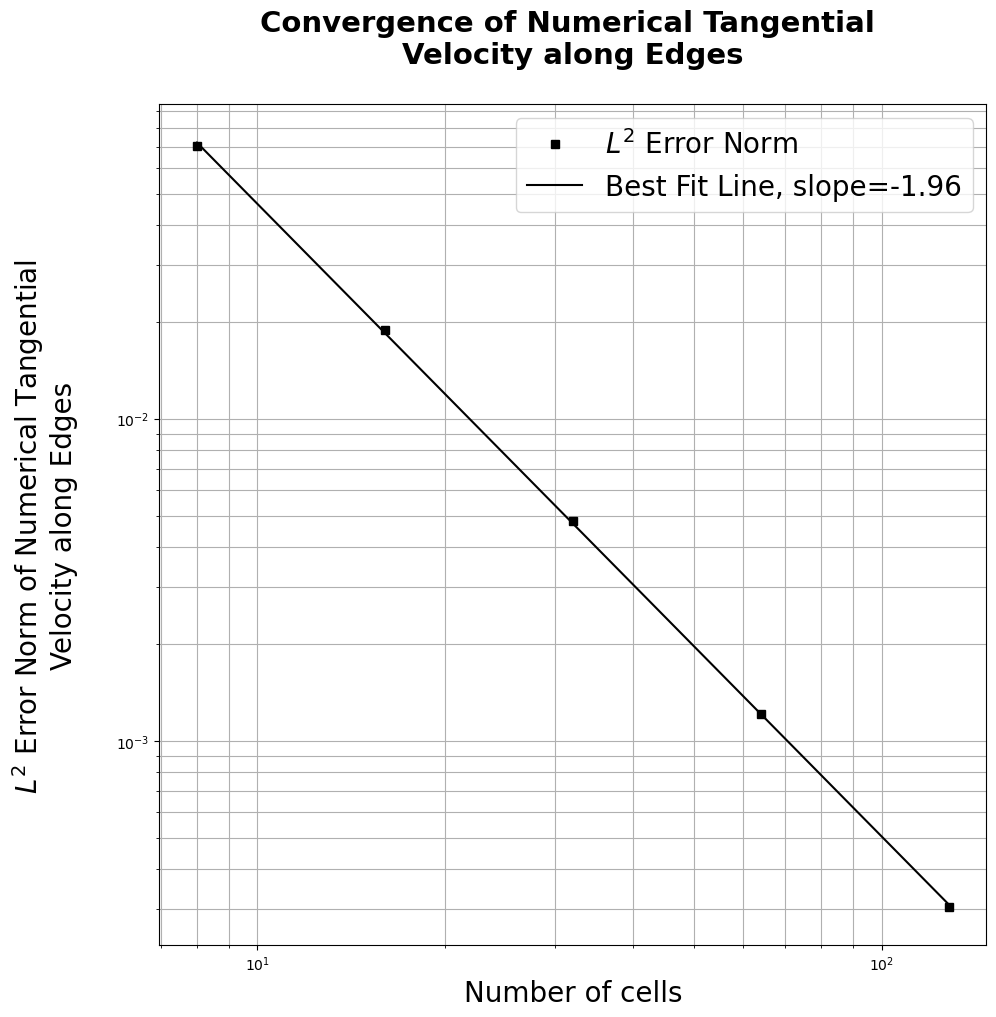 Convergence of Numerical Tangential
Velocity along Edges
L² Error Norm
Best Fit Line, slope=-1.96
L² Error Norm of Numerical Tangential
Velocity along Edges
10⁻²
10⁻³
10¹
10²
Number of cells